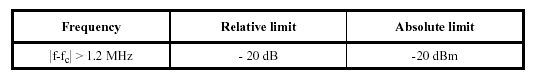 Frequency Relative limit Absolute limit
|f-fc| > 1.2 MHz - 20 dB -20 dBm